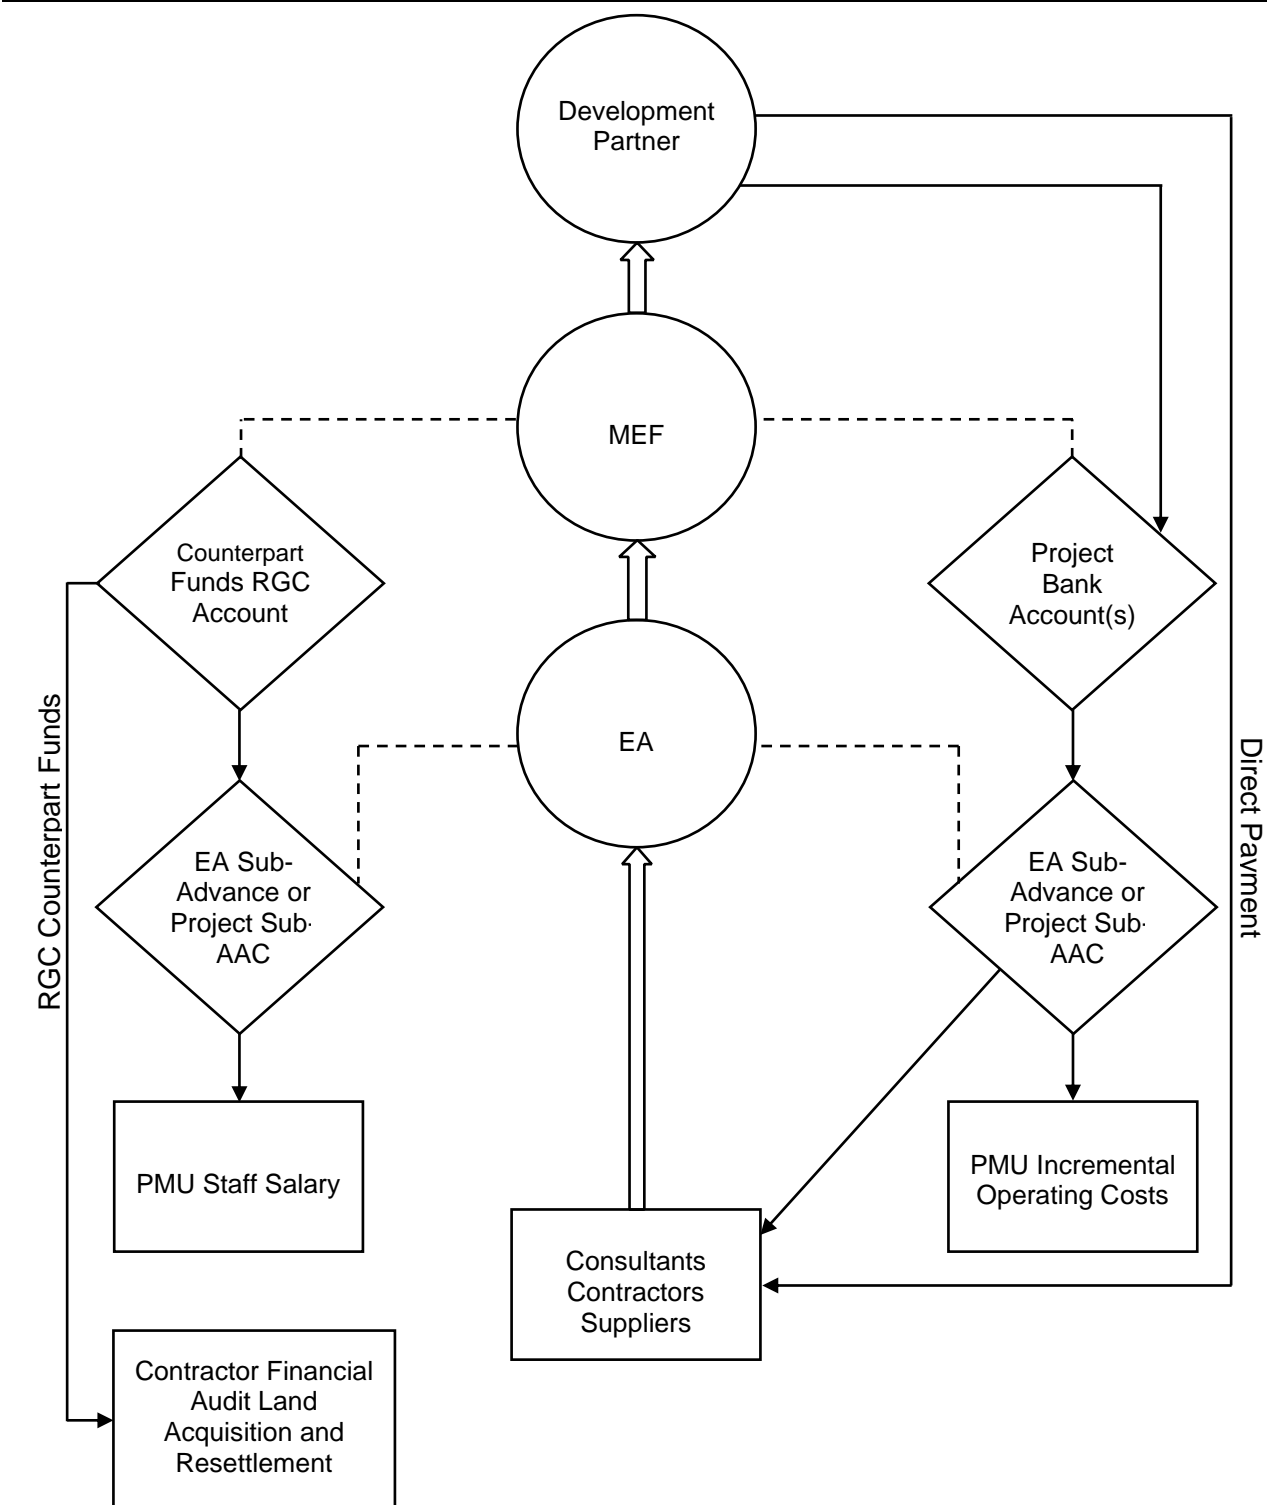 Development
Partner
MEF
Counterpart
Funds RGC
Account
Project
Bank
Account(s)
EA
RGC Counterpart Funds
Direct Payment
EA Sub-
Advance or
Project Sub-
AAC
EA Sub-
Advance or
Project Sub-
AAC
PMU Staff Salary
PMU Incremental
Operating Costs
Consultants
Contractors
Suppliers
Contractor Financial
Audit Land
Acquisition and
Resettlement